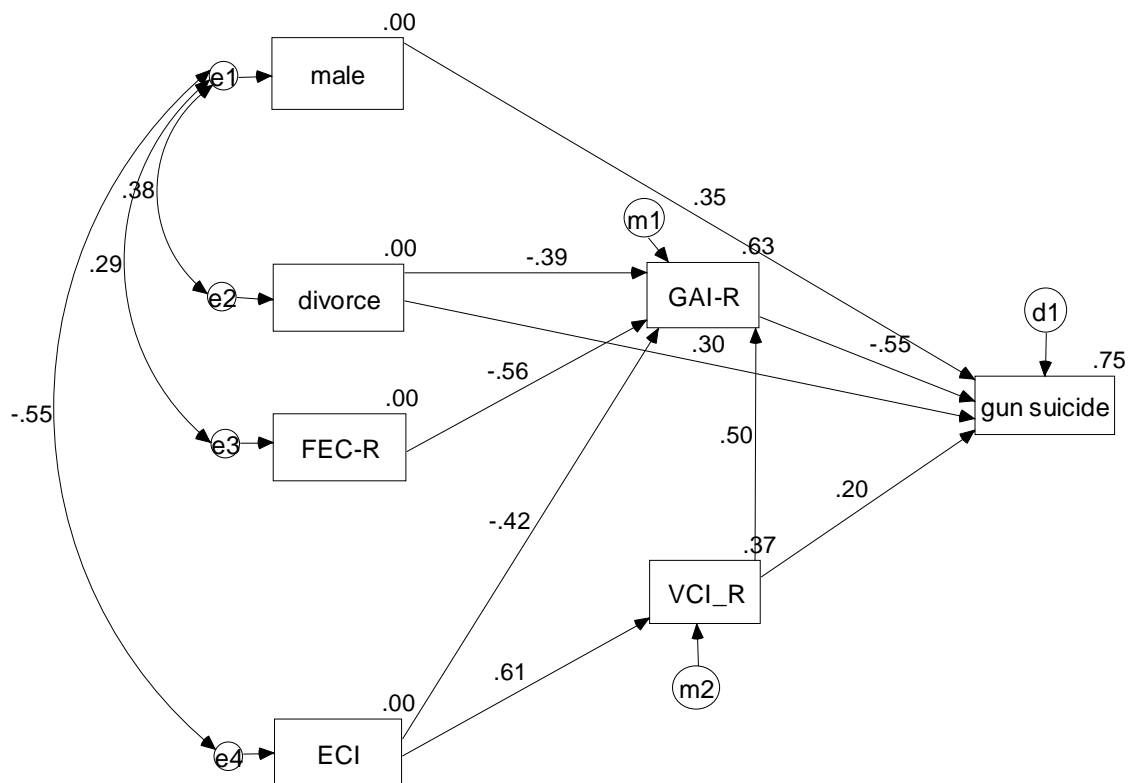 .00
e1
male
.38
.35
m1
.63
.29
.00
-.39
e2
divorce
GAI-R
d1
.30
-.55
.75
-.56
gun suicide
-.55
.00
e3
FEC-R
.50
.20
-.42
.37
VCI_R
.61
m2
.00
e4
ECI